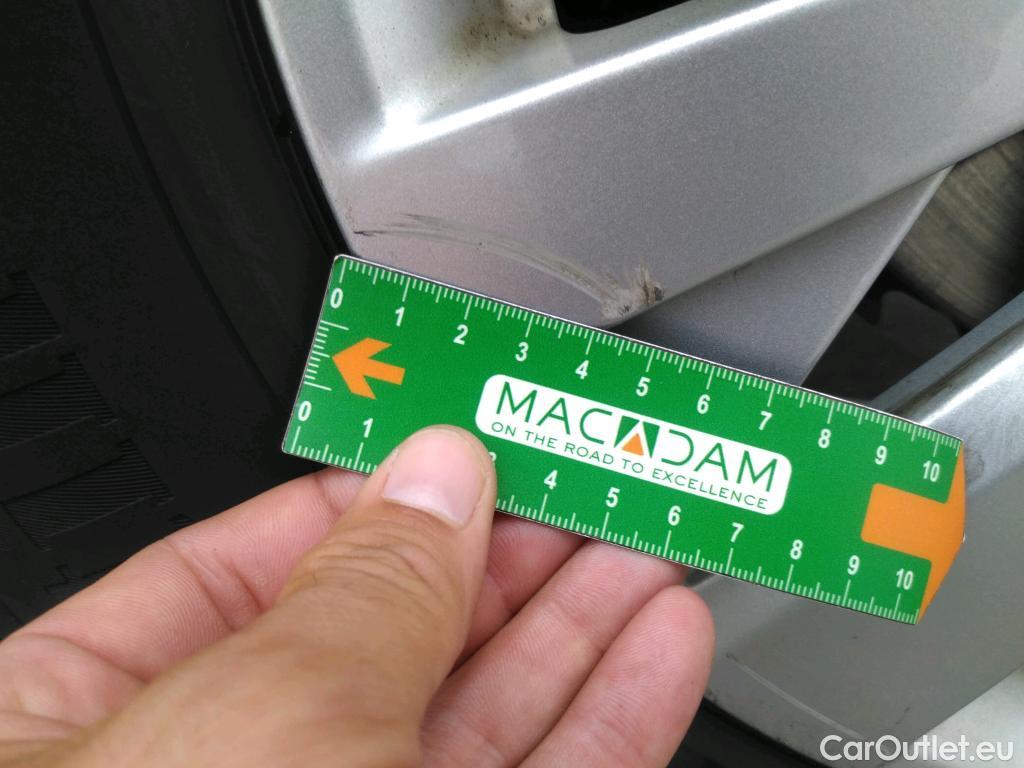 0 1 2 3 4 5 6 7 8 9 10
MACADAM
ON THE ROAD TO EXCELLENCE
0 1 3 4 5 6 7 8 9 10
CarOutlet.eu